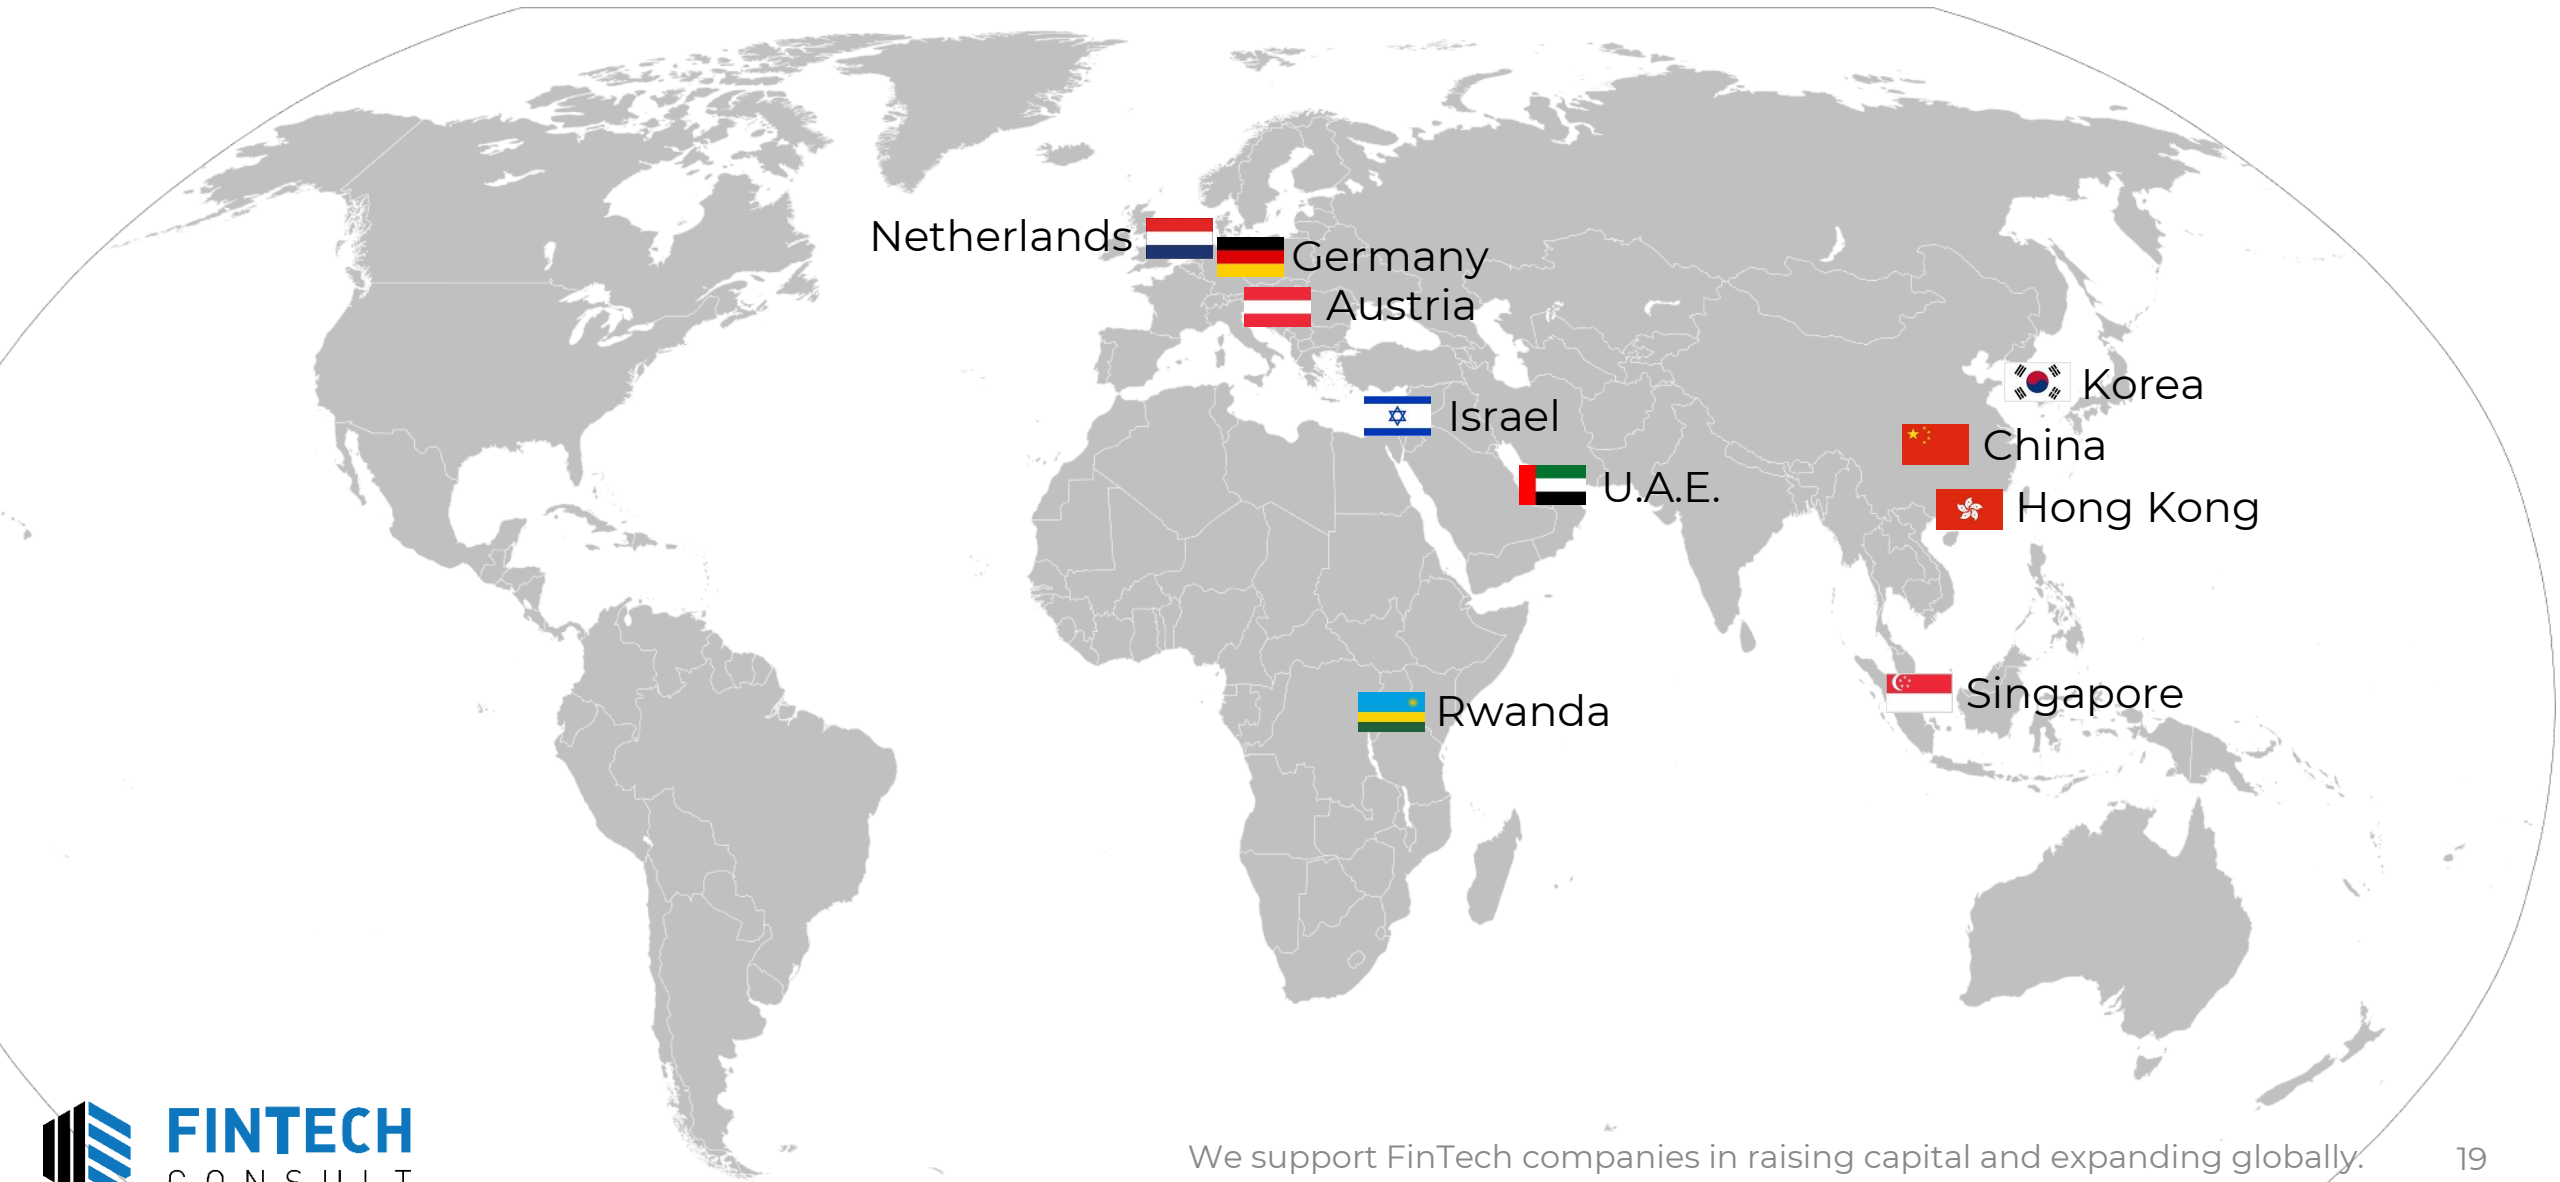 Netherlands
Germany
Austria
Korea
Israel
China
U.A.E.
Hong Kong
Singapore
Rwanda
FINTECH
CONSULT
We support FinTech companies in raising capital and expanding globally.
19